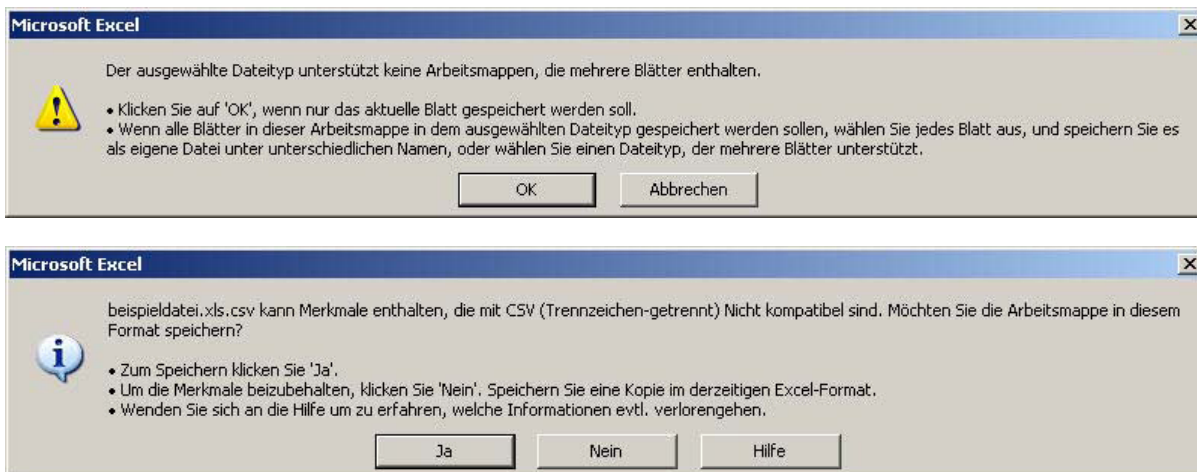 Microsoft Excel
Der ausgewählte Dateityp unterstützt keine Arbeitsmappen, die mehrere Blätter enthalten.
• Klicken Sie auf 'OK', wenn nur das aktuelle Blatt gespeichert werden soll.
• Wenn alle Blätter in dieser Arbeitsmappe in dem ausgewählten Dateityp gespeichert werden sollen, wählen Sie jedes Blatt aus, und speichern Sie es
als eigene Datei unter unterschiedlichen Namen, oder wählen Sie einen Dateityp, der mehrere Blätter unterstützt.
OK Abbrechen
Microsoft Excel
beispieldatei.xls.csv kann Merkmale enthalten, die mit CSV (Trennzeichen-getrennt) Nicht kompatibel sind. Möchten Sie die Arbeitsmappe in diesem
Format speichern?
• Zum Speichern klicken Sie 'Ja'.
• Um die Merkmale beizubehalten, klicken Sie 'Nein'. Speichern Sie eine Kopie im derzeitigen Excel-Format.
• Wenden Sie sich an die Hilfe um zu erfahren, welche Informationen evtl. verlorengehen.
Ja Nein Hilfe